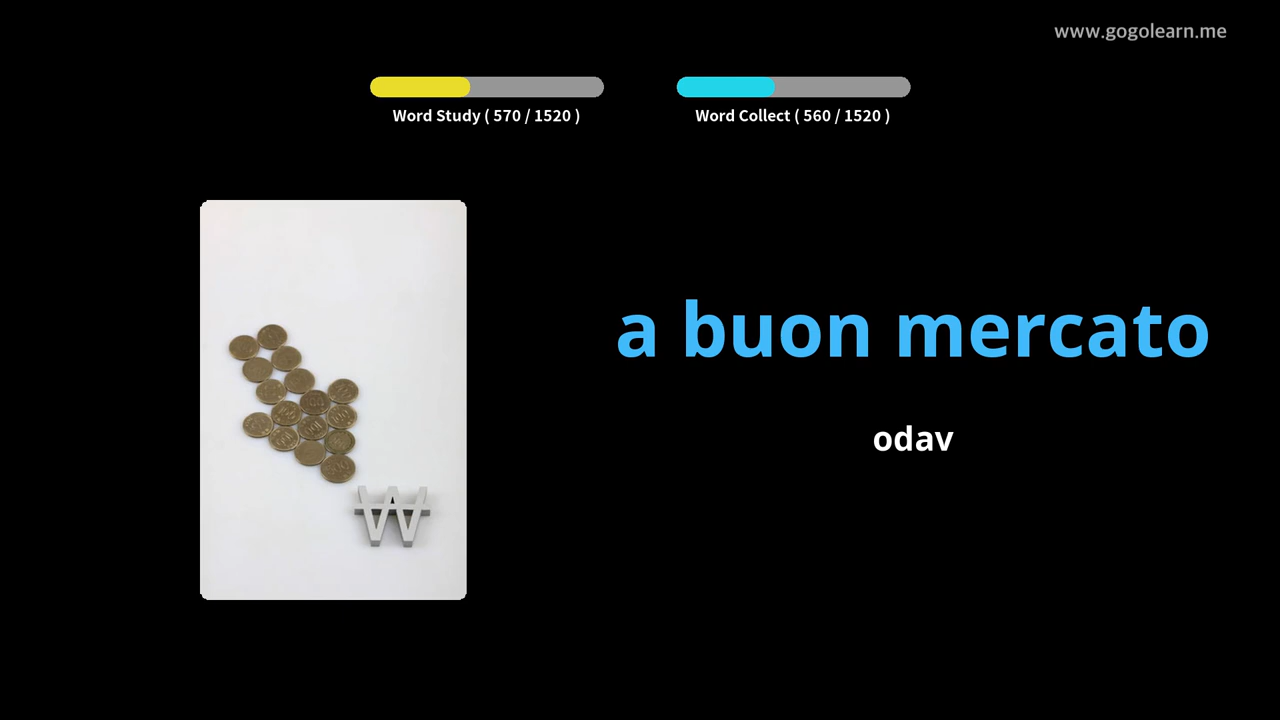 www.gogolearn.me
Word Study ( 570 / 1520 )
Word Collect ( 560 / 1520 )
a buon mercato
odav